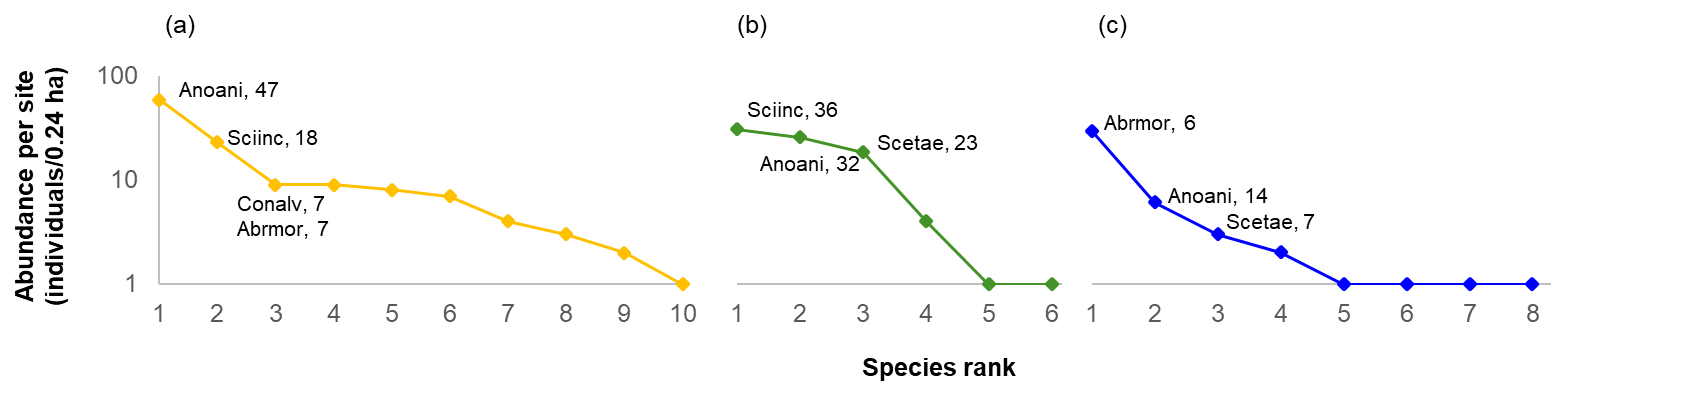 (a)
(b)
(c)
Abundance per site
(individuals/0.24 ha)
100
10
1
Anoani, 47
Sciinc, 18
Conalv, 7
Abrmor, 7
1 2 3 4 5 6 7 8 9 10
Sciinc, 36
Anoani, 32
Scetae, 23
1 2 3 4 5 6
Abrmor, 6
Anoani, 14
Scetae, 7
1 2 3 4 5 6 7 8
Species rank